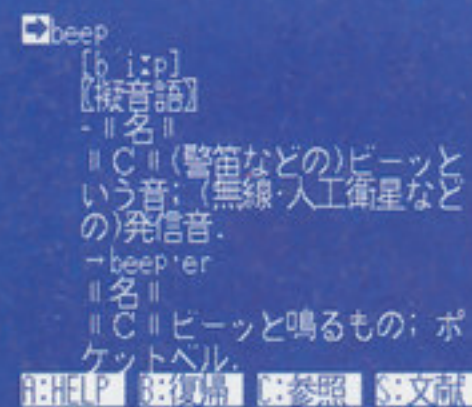 ➡beep
[b´i:p]
〖擬音語〗
-‖名‖
‖C‖(警笛などの)ビーッと
いう音; (無線·人工衛星など
の)発信音.
→beep·er
‖名‖
‖C‖ビーッと鳴るもの; ポ
ケットベル.
A:HELP B:復帰 C:参照 S:文献